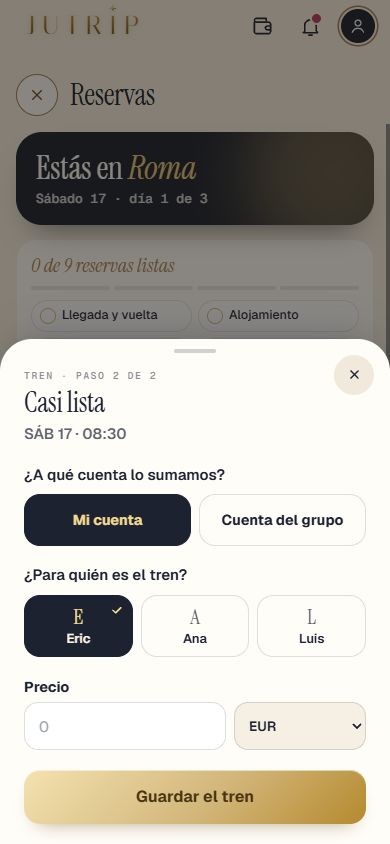 JUTRIP
Reservas
Estás en Roma
Sábado 17 · día 1 de 3
0 de 9 reservas listas
Llegada y vuelta
Alojamiento
TREN · PASO 2 DE 2
Casi lista
SÁB 17 · 08:30
¿A qué cuenta lo sumamos?
Mi cuenta
Cuenta del grupo
¿Para quién es el tren?
E
Eric
A
Ana
L
Luis
Precio
0
EUR
Guardar el tren